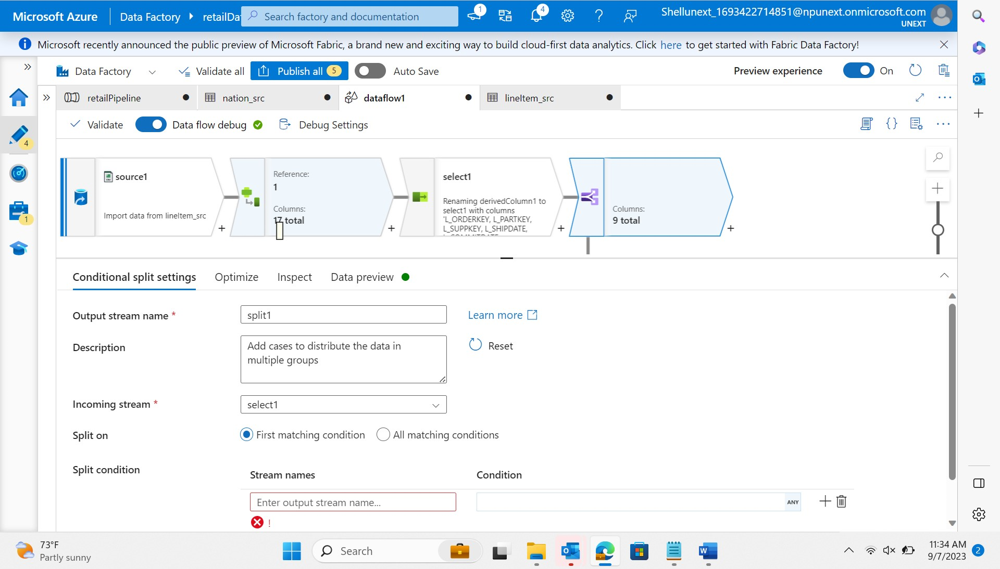 Microsoft Azure
Data Factory
retailDa
Search factory and documentation
1
4
Shellunext_1693422714851@npunext.onmicrosoft.com
UNEXT
Microsoft recently announced the public preview of Microsoft Fabric, a brand new and exciting way to build cloud-first data analytics. Click here to get started with Fabric Data Factory!
Data Factory
Validate all
Publish all 5
Auto Save
Preview experience
On
retailPipeline
nation_src
dataflow1
lineItem_src
Validate
Data flow debug
Debug Settings
4
1
source1
Import data from lineItem_src
Reference:
1
Columns:
17 total
select1
Renaming derivedColumn1 to
select1 with columns
'L_ORDERKEY, L_PARTKEY,
L_SUPPKEY, L_SHIPDATE,
Columns:
9 total
Conditional split settings
Optimize
Inspect
Data preview
Output stream name *
split1
Learn more
Description
Add cases to distribute the data in
multiple groups
Reset
Incoming stream *
select1
Split on
First matching condition
All matching conditions
Split condition
Stream names
Condition
Enter output stream name...
ANY
!
73°F
Partly sunny
Search
11:34 AM
9/7/2023
2